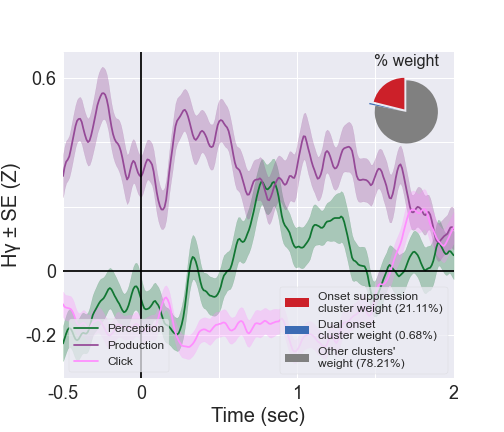 % weight
0.6
0
-0.2
Hγ ± SE (Z)
Perception
Production
Click
Onset suppression
cluster weight (21.11%)
Dual onset
cluster weight (0.68%)
Other clusters'
weight (78.21%)
-0.5
0
1
2
Time (sec)